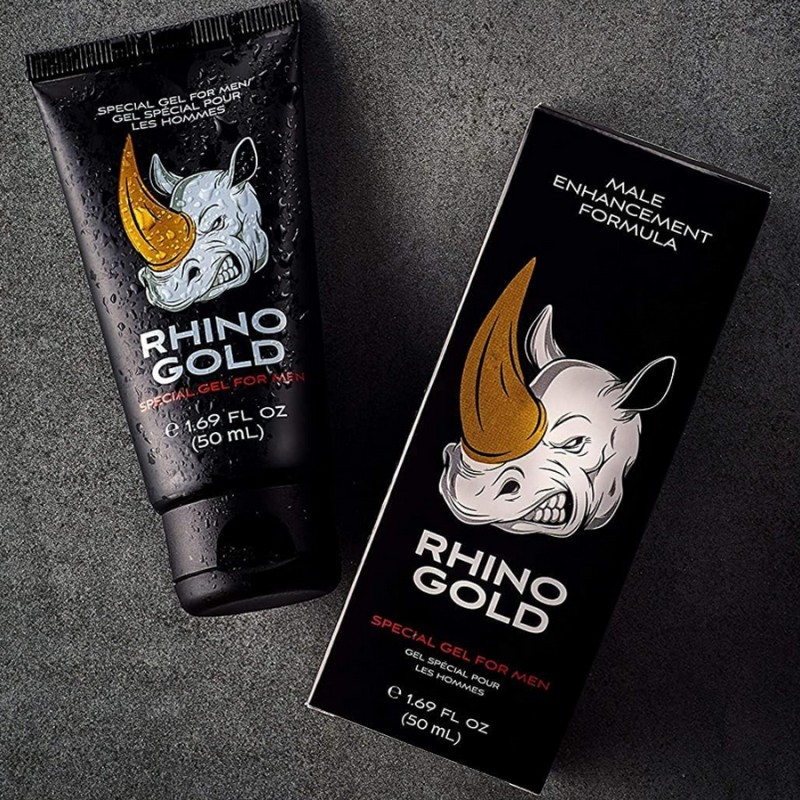 SPECIAL GEL FOR MEN/
GEL SPÉCIAL POUR
LES HOMMES
RHINO
GOLD
SPECIAL GEL FOR MEN
e 1.69 FL OZ
(50 mL)
MALE
ENHANCEMENT
FORMULA
RHINO
GOLD
SPECIAL GEL FOR MEN
GEL SPÉCIAL POUR
LES HOMMES
e 1.69 FL OZ
(50 mL)